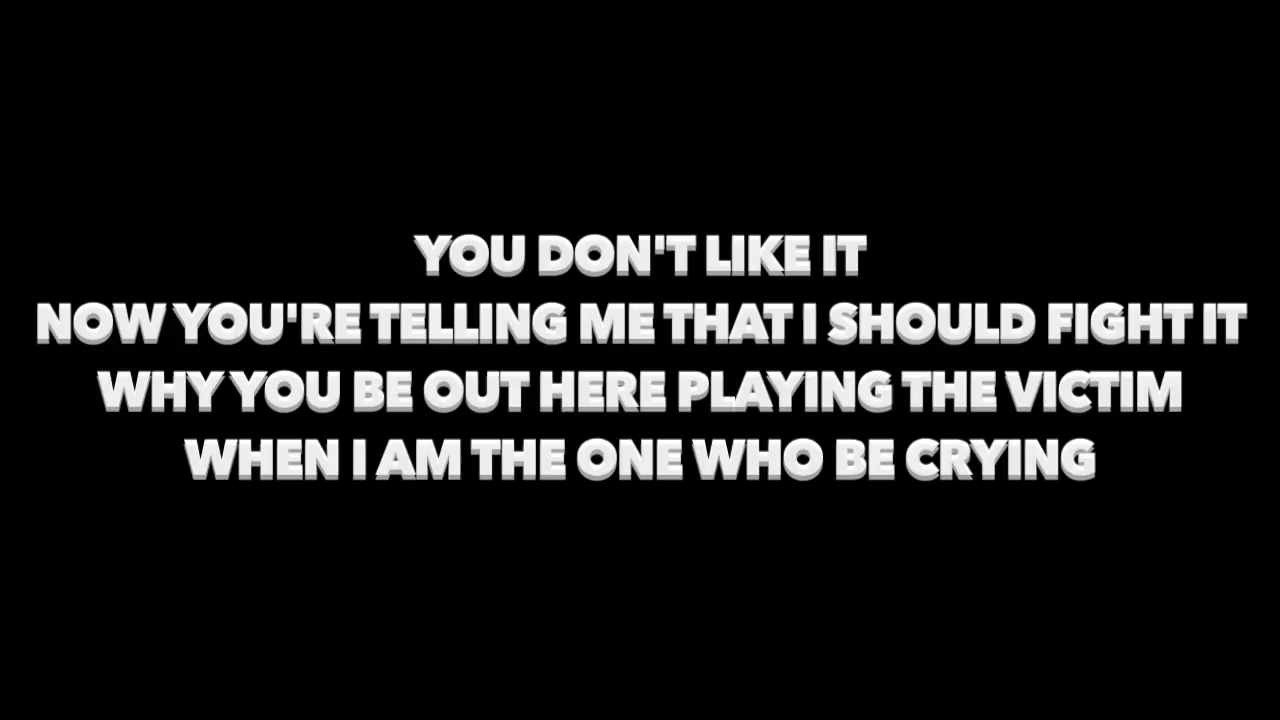 YOU DON'T LIKE IT
NOW YOU'RE TELLING ME THAT I SHOULD FIGHT IT
WHY YOU BE OUT HERE PLAYING THE VICTIM
WHEN I AM THE ONE WHO BE CRYING